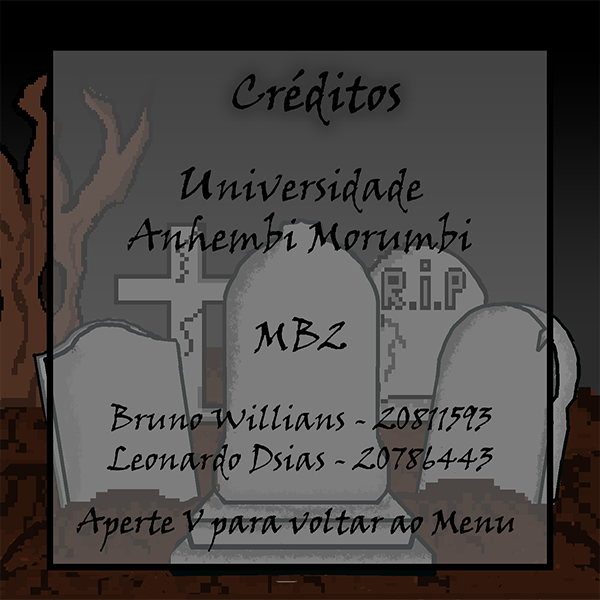 Créditos
Universidade
Anhembi Morumbi
R.i.P
MB2
Bruno Willians - 20811593
Leonardo Dsias - 20786443
Aperte V para voltar ao Menu